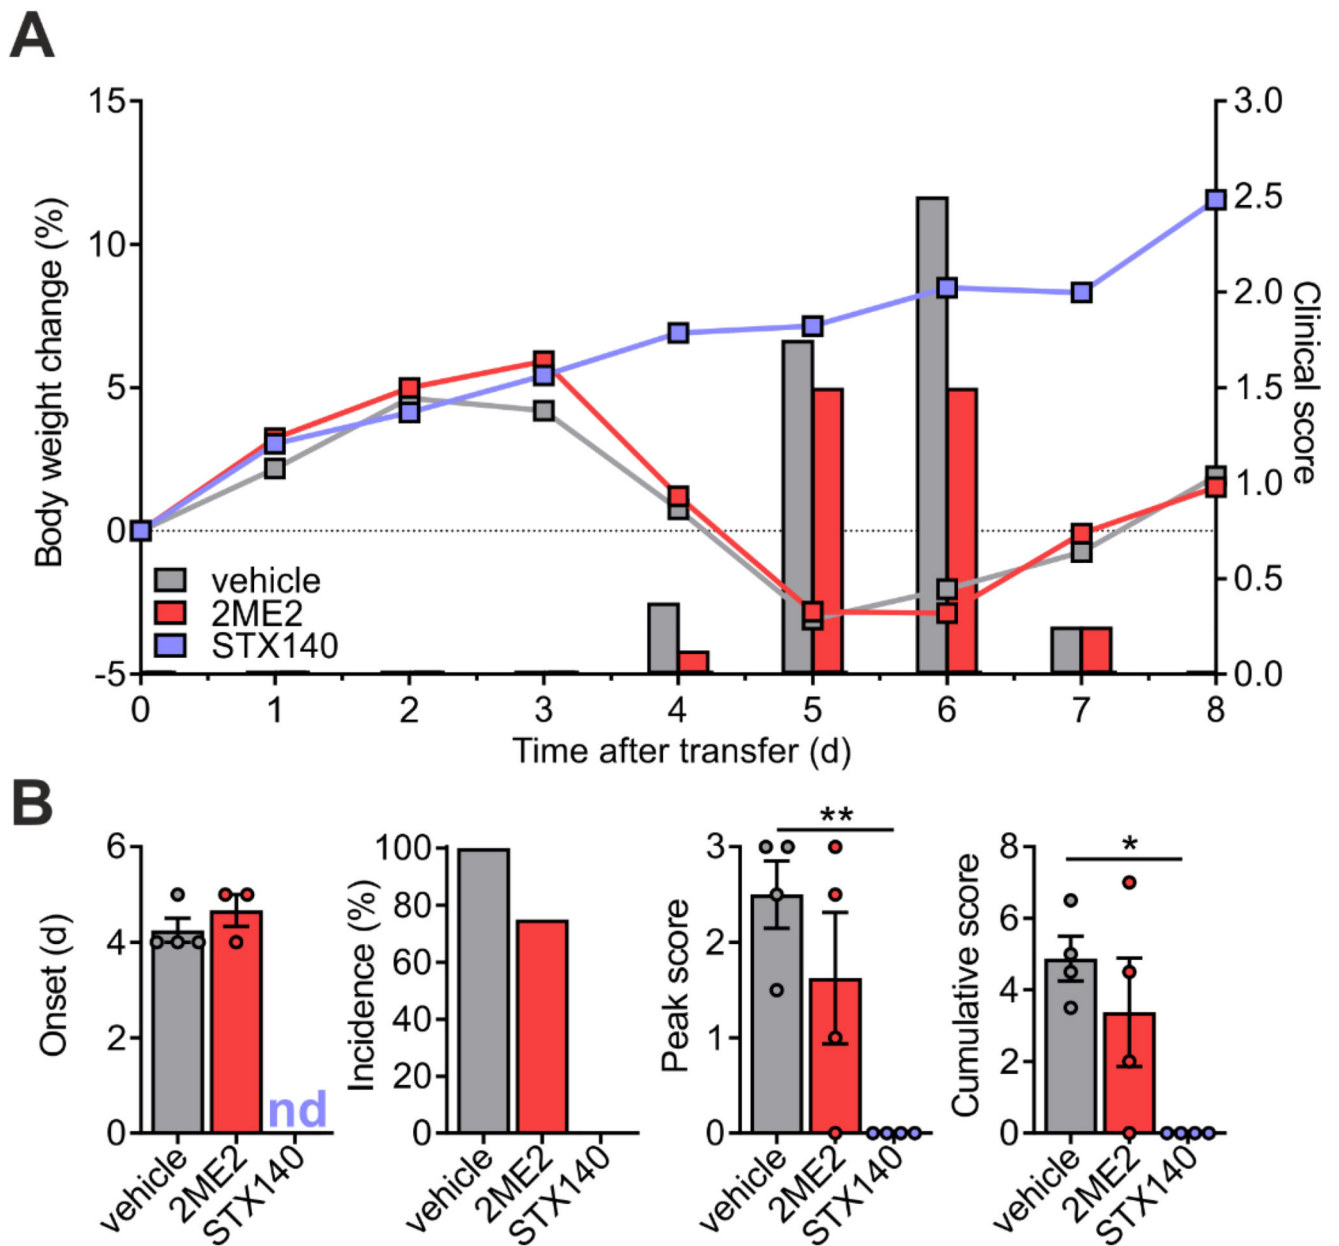 A
15
10
5
0
-5
Body weight change (%)
3.0
2.5
2.0
1.5
1.0
0.5
0.0
Clinical score
vehicle
2ME2
STX140
0 1 2 3 4 5 6 7 8
Time after transfer (d)
B
6
4
2
0
Onset (d)
nd
vehicle
2ME2
STX140
100
80
60
40
20
0
Incidence (%)
vehicle
2ME2
STX140
**
3
2
1
0
Peak score
vehicle
2ME2
STX140
*
8
6
4
2
0
Cumulative score
vehicle
2ME2
STX140